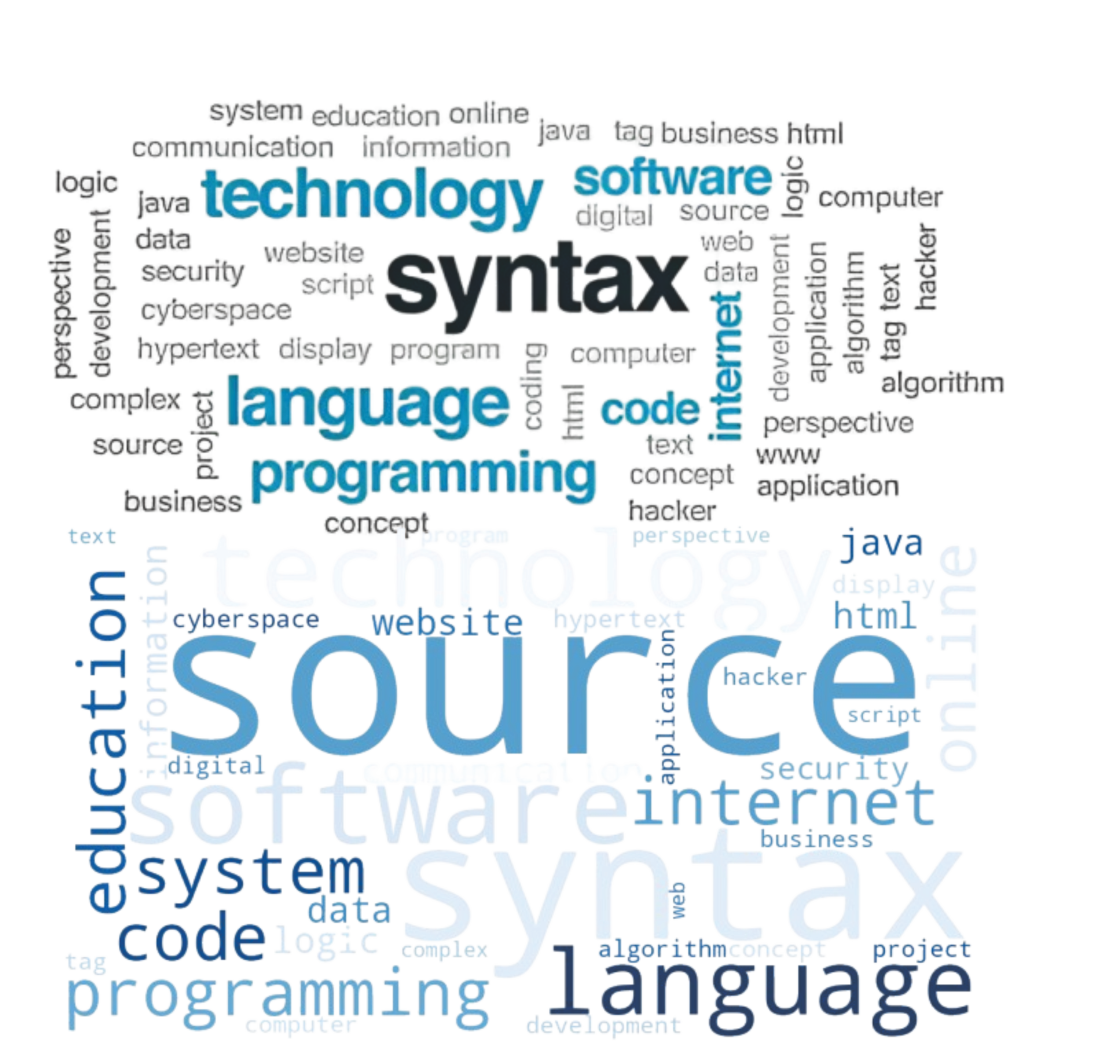 system education online
java tag business html
communication information
logic
technology
software
logic
java
digital source
computer
perspective
development
data
website
syntax
web
security
script
data
cyberspace
internet
development
application
algorithm
tag text
hacker
hypertext display program
coding
computer
algorithm
complex
project
language
html
code
source
text
perspective
programming
concept
www
business
application
concept
hacker
text
program
perspective
java
technology
information
education
display
online
cyberspace
website
hypertext
html
source
application
hacker
script
digital
communication
security
software
internet
business
syntax
system
data
web
code
logic
complex
algorithm
concept
project
tag
programming
language
computer
development